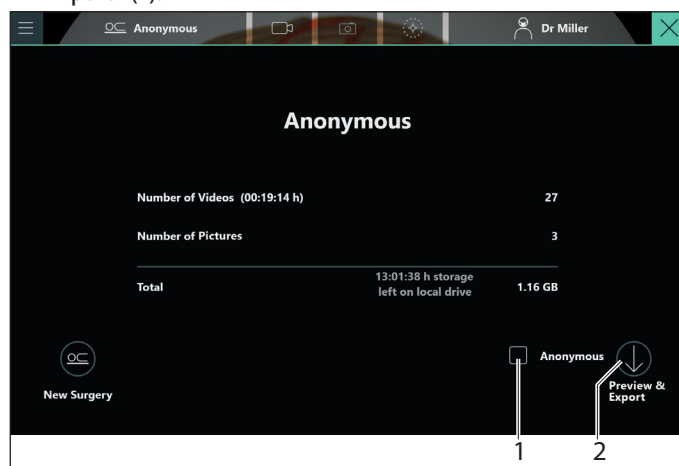 Anonymous
Dr Miller
Anonymous
Number of Videos (00:19:14 h) 27
Number of Pictures 3
Total 13:01:38 h storage left on local drive 1.16 GB
Anonymous
New Surgery
Preview &
Export
1 2